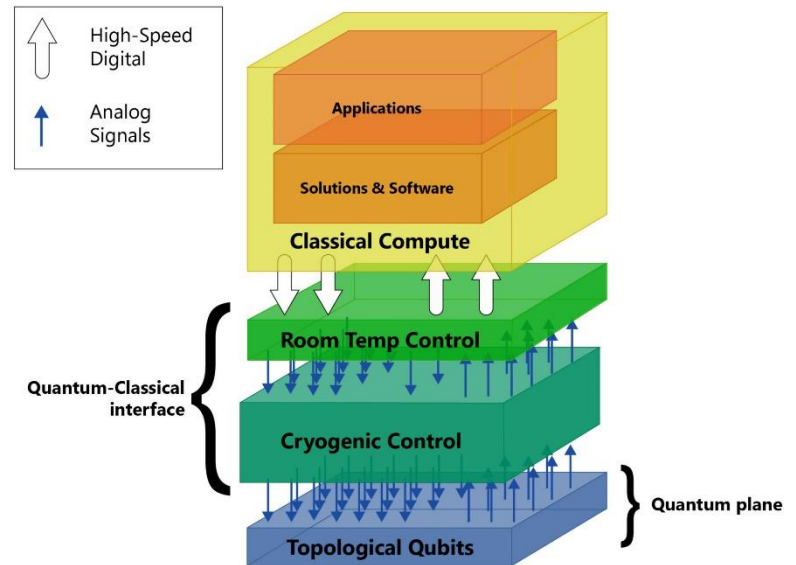 High-Speed
Digital
Analog
Signals
Applications
Solutions & Software
Classical Compute
Room Temp Control
Quantum-Classical
interface
Cryogenic Control
Quantum plane
Topological Qubits